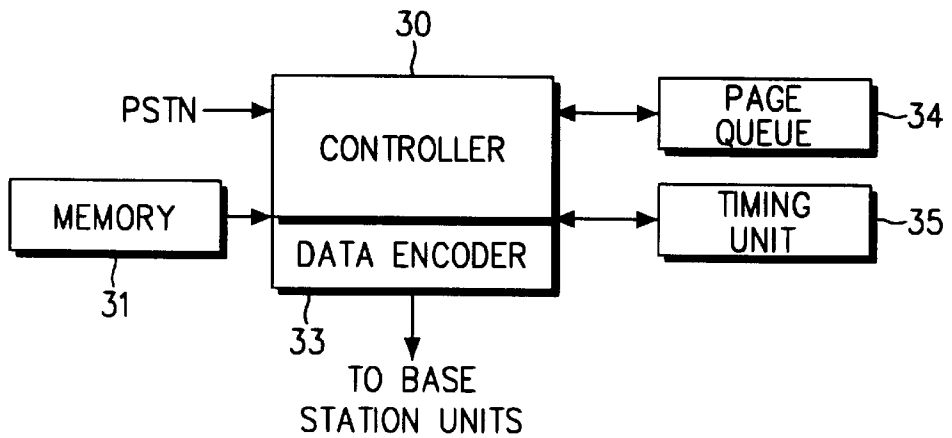 30
PSTN
CONTROLLER
PAGE
QUEUE
34
MEMORY
31
TIMING
UNIT
35
DATA ENCODER
33
TO BASE
STATION UNITS